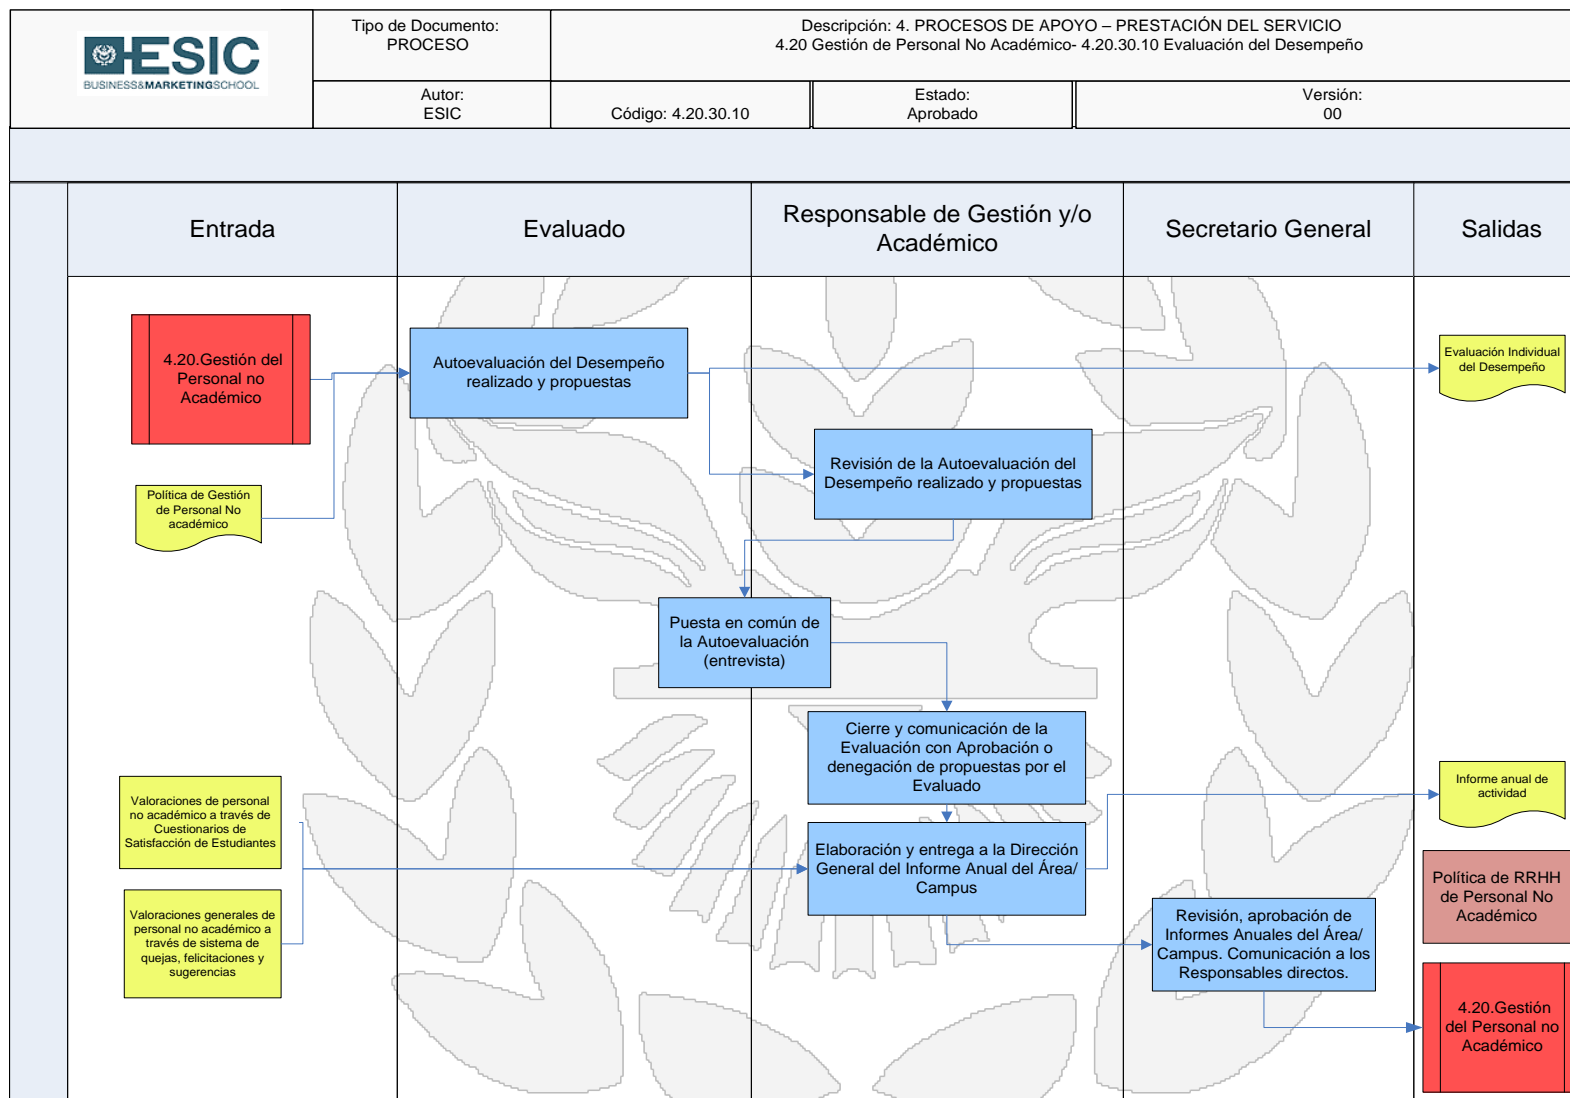 ESIC
BUSINESS&MARKETINGSCHOOL
Tipo de Documento:
PROCESO
Descripción: 4. PROCESOS DE APOYO – PRESTACIÓN DEL SERVICIO
4.20 Gestión de Personal No Académico- 4.20.30.10 Evaluación del Desempeño
Autor:
ESIC
Código: 4.20.30.10
Estado:
Aprobado
Versión:
00
Entrada
Evaluado
Responsable de Gestión y/o
Académico
Secretario General
Salidas
4.20.Gestión del
Personal no
Académico
Autoevaluación del Desempeño
realizado y propuestas
Evaluación Individual
del Desempeño
Revisión de la Autoevaluación del
Desempeño realizado y propuestas
Política de Gestión
de Personal No
académico
Puesta en común de
la Autoevaluación
(entrevista)
Cierre y comunicación de la
Evaluación con Aprobación o
denegación de propuestas por el
Evaluado
Valoraciones de personal
no académico a través de
Cuestionarios de
Satisfacción de Estudiantes
Informe anual de
actividad
Elaboración y entrega a la Dirección
General del Informe Anual del Área/
Campus
Política de RRHH
de Personal No
Académico
Valoraciones generales de
personal no académico a
través de sistema de
quejas, felicitaciones y
sugerencias
Revisión, aprobación de
Informes Anuales del Área/
Campus. Comunicación a los
Responsables directos.
4.20.Gestión
del Personal no
Académico